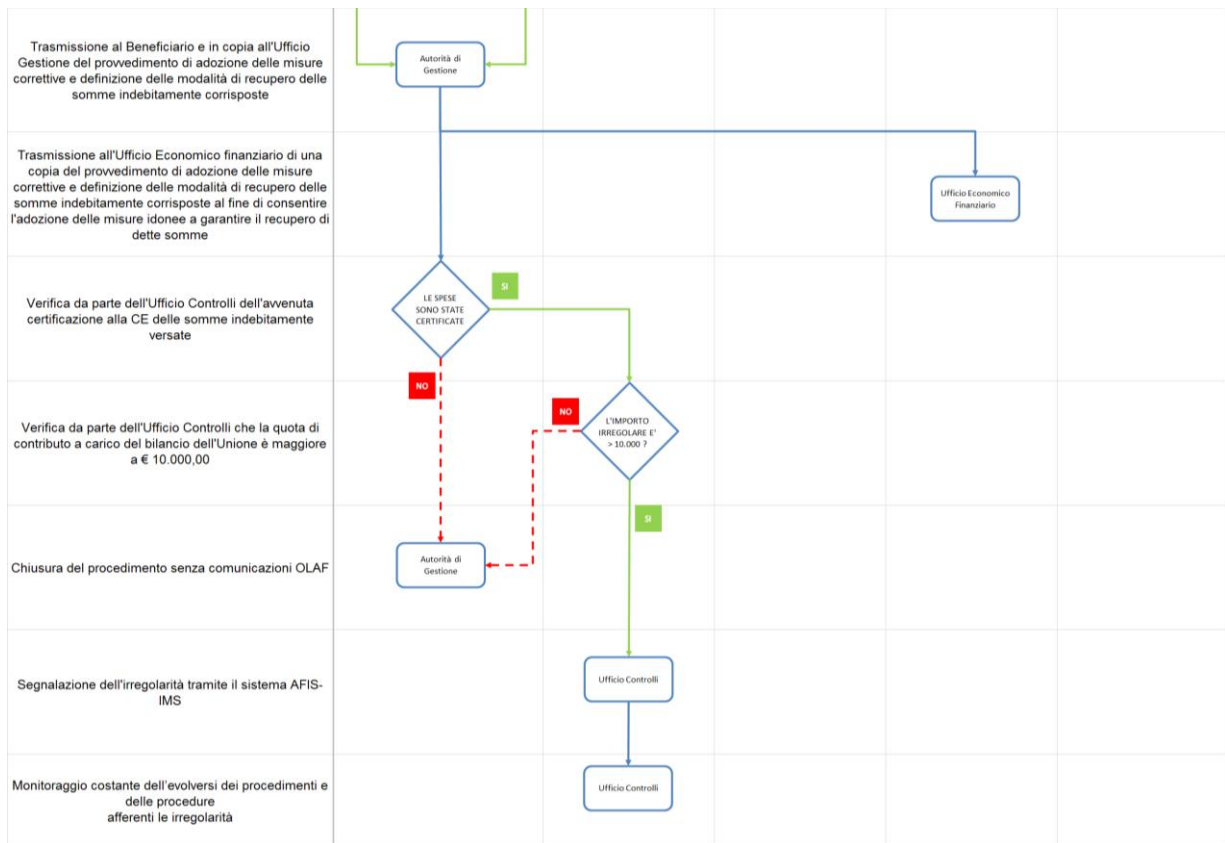 Trasmissione al Beneficiario e in copia all'Ufficio
Gestione del provvedimento di adozione delle misure
correttive e definizione delle modalità di recupero delle
somme indebitamente corrisposte
Autorità di
Gestione
Trasmissione all'Ufficio Economico finanziario di una
copia del provvedimento di adozione delle misure
correttive e definizione delle modalità di recupero delle
somme indebitamente corrisposte al fine di consentire
l'adozione delle misure idonee a garantire il recupero di
dette somme
Ufficio Economico
Finanziario
Verifica da parte dell'Ufficio Controlli dell'avvenuta
certificazione alla CE delle somme indebitamente
versate
LE SPESE
SONO STATE
CERTIFICATE
SI
NO
Verifica da parte dell'Ufficio Controlli che la quota di
contributo a carico del bilancio dell'Unione è maggiore
a € 10.000,00
NO
L'IMPORTO
IRREGOLARE E'
> 10.000 ?
SI
Chiusura del procedimento senza comunicazioni OLAF
Autorità di
Gestione
Segnalazione dell'irregolarità tramite il sistema AFIS-
IMS
Ufficio Controlli
Monitoraggio costante dell'evolversi dei procedimenti e
delle procedure
afferenti le irregolarità
Ufficio Controlli